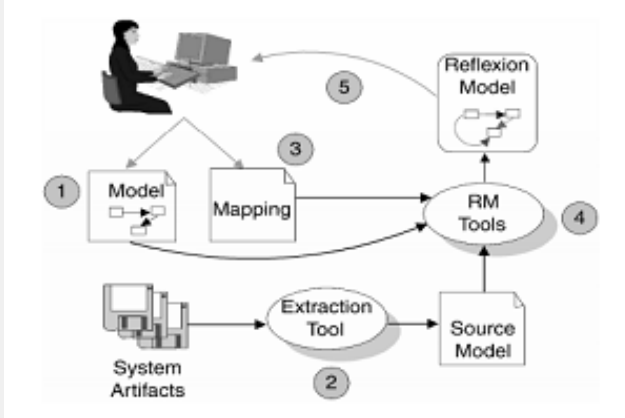 Reflexion
Model
5
3
1
Model
Mapping
RM
Tools
4
Extraction
Tool
Source
Model
System
Artifacts
2